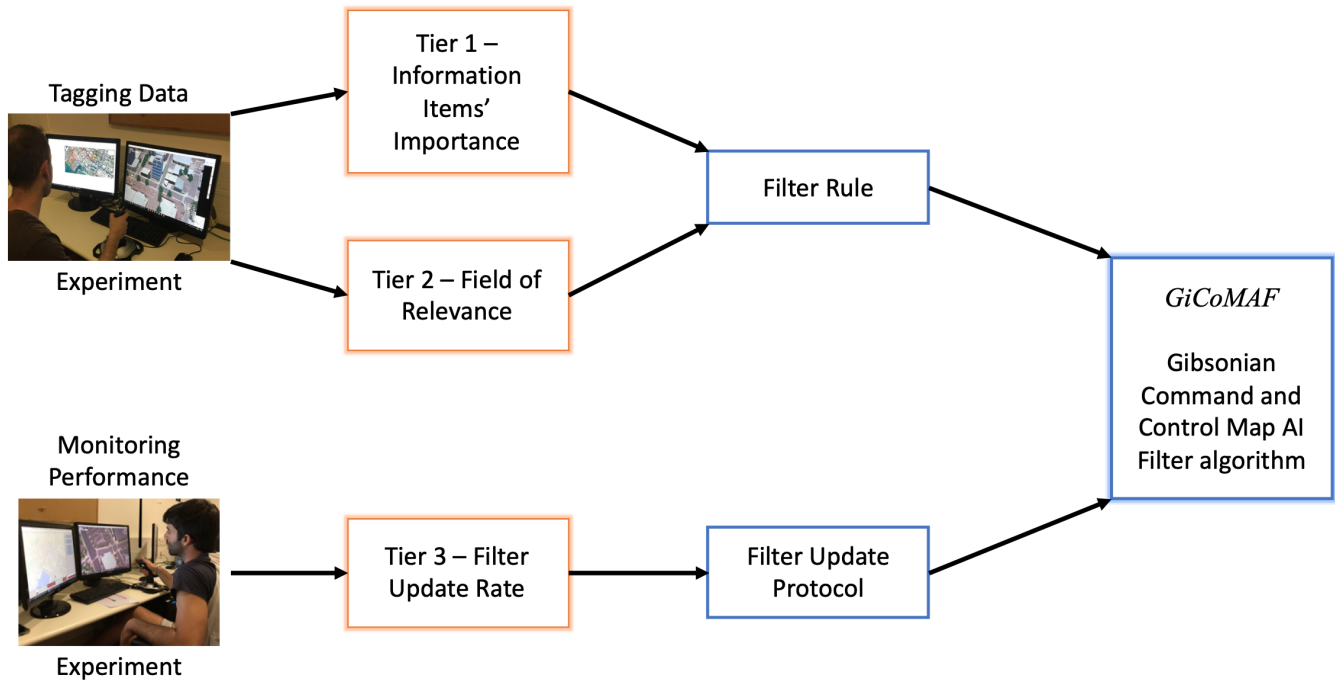 Tagging Data
Experiment
Tier 1 –
Information
Items’
Importance
Tier 2 – Field of
Relevance
Filter Rule
Monitoring
Performance
Experiment
Tier 3 – Filter
Update Rate
Filter Update
Protocol
GiCoMAF
Gibsonian
Command and
Control Map AI
Filter algorithm